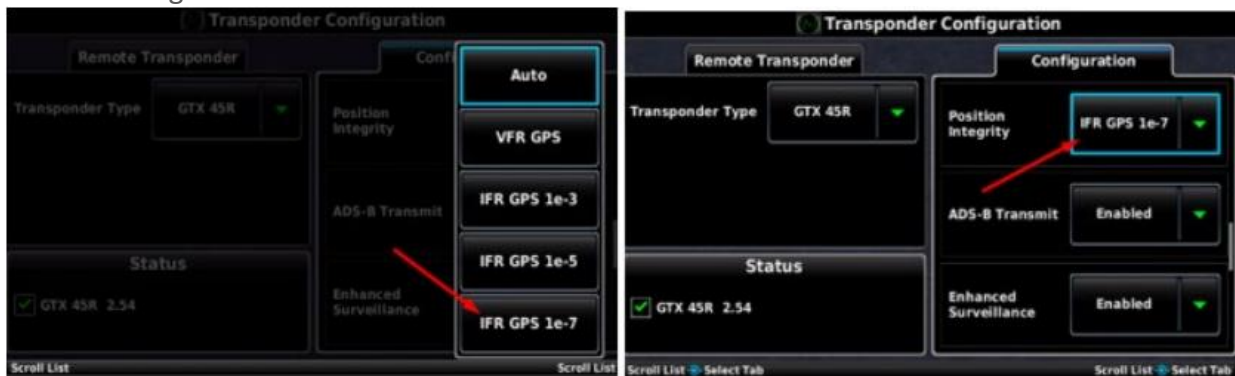 Transponder Configuration
Remote Transponder
Confi
Transponder Type
GTX 45R
Position
Integrity
ADS-B Transmit
Enhanced
Surveillance
Status
GTX 45R 2.54
Auto
VFR GPS
IFR GPS 1e-3
IFR GPS 1e-5
IFR GPS 1e-7
Scroll List
Scroll List
Transponder Configuration
Remote Transponder
Configuration
Transponder Type
GTX 45R
Position
Integrity
IFR GPS 1e-7
ADS-B Transmit
Enabled
Enhanced
Surveillance
Enabled
Status
GTX 45R 2.54
Scroll List Select Tab
Scroll List Select Tab